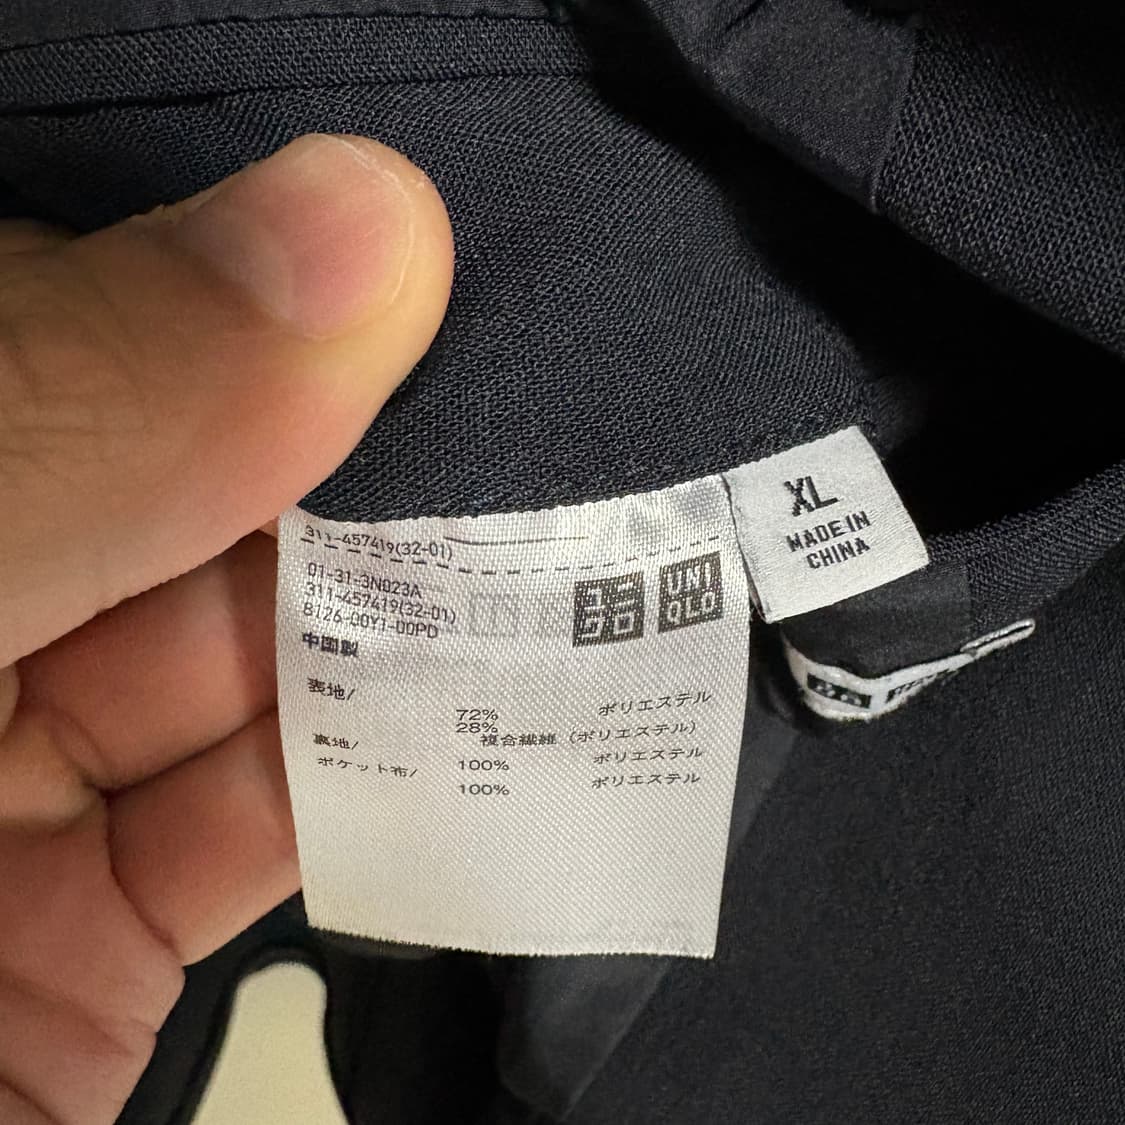 311-457419(32-01)
01-31-3N023A
311-457419(32-01)
8126-00Y1-00PD
中国製
ユニ
クロ
UNI
QLO
表地/
72% ポリエステル
28% 複合繊維 (ポリエステル)
裏地/
100% ポリエステル
ポケット布/
100% ポリエステル
XL
MADE IN
CHINA